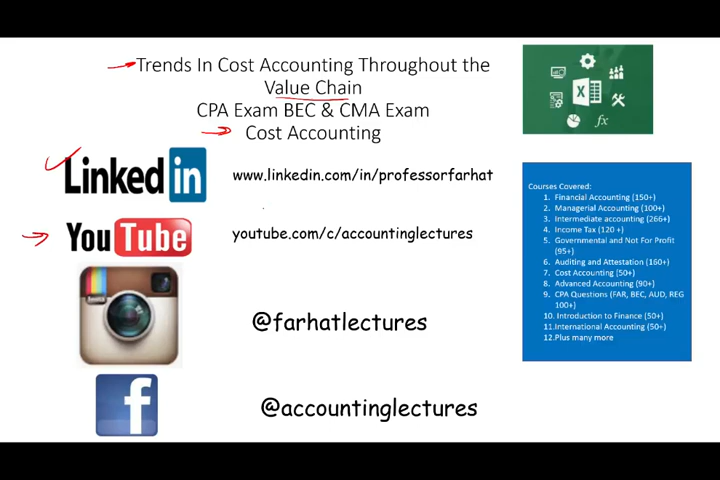 Trends In Cost Accounting Throughout the
Value Chain
CPA Exam BEC & CMA Exam
Cost Accounting
Linked in
www.linkedin.com/in/professorfarhat
YouTube
youtube.com/c/accountinglectures
@farhatlectures
f
@accountinglectures
X
fx
Courses Covered:
1. Financial Accounting (150+)
2. Managerial Accounting (100+)
3. Intermediate accounting (266+)
4. Income Tax (120 +)
5. Governmental and Not For Profit
(95+)
6. Auditing and Attestation (160+)
7. Cost Accounting (50+)
8. Advanced Accounting (90+)
9. CPA Questions (FAR, BEC, AUD, REG
100+)
10. Introduction to Finance (50+)
11.International Accounting (50+)
12.Plus many more